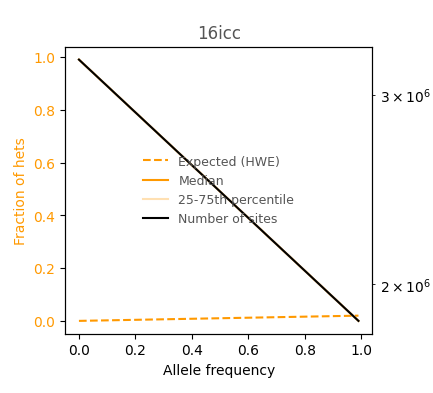 16icc
1.0
0.8
0.6
0.4
0.2
0.0
Fraction of hets
Expected (HWE)
Median
25-75th percentile
Number of sites
3 × 10⁶
2 × 10⁶
0.0 0.2 0.4 0.6 0.8 1.0
Allele frequency